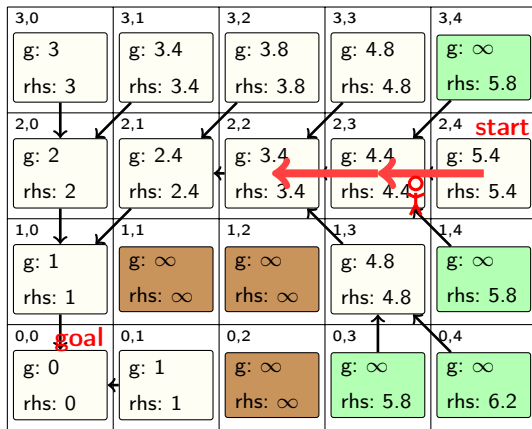 3,0 3,1 3,2 3,3 3,4
g: 3 g: 3.4 g: 3.8 g: 4.8 g: ∞
rhs: 3 rhs: 3.4 rhs: 3.8 rhs: 4.8 rhs: 5.8
2,0 2,1 2,2 2,3 2,4 start
g: 2 g: 2.4 g: 3.4 g: 4.4 g: 5.4
rhs: 2 rhs: 2.4 rhs: 3.4 rhs: 4.4 rhs: 5.4
1,0 1,1 1,2 1,3 1,4
g: 1 g: ∞ g: ∞ g: 4.8 g: ∞
rhs: 1 rhs: ∞ rhs: ∞ rhs: 4.8 rhs: 5.8
0,0 goal 0,1 0,2 0,3 0,4
g: 0 g: 1 g: ∞ g: ∞ g: ∞
rhs: 0 rhs: 1 rhs: ∞ rhs: 5.8 rhs: 6.2